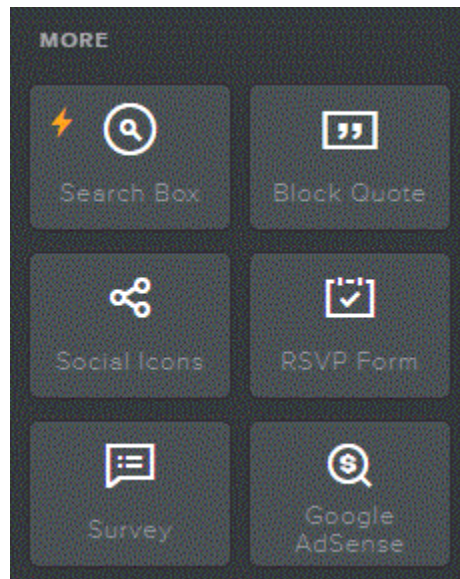 MORE
Search Box
Block Quote
Social Icons
RSVP Form
Survey
Google
AdSense